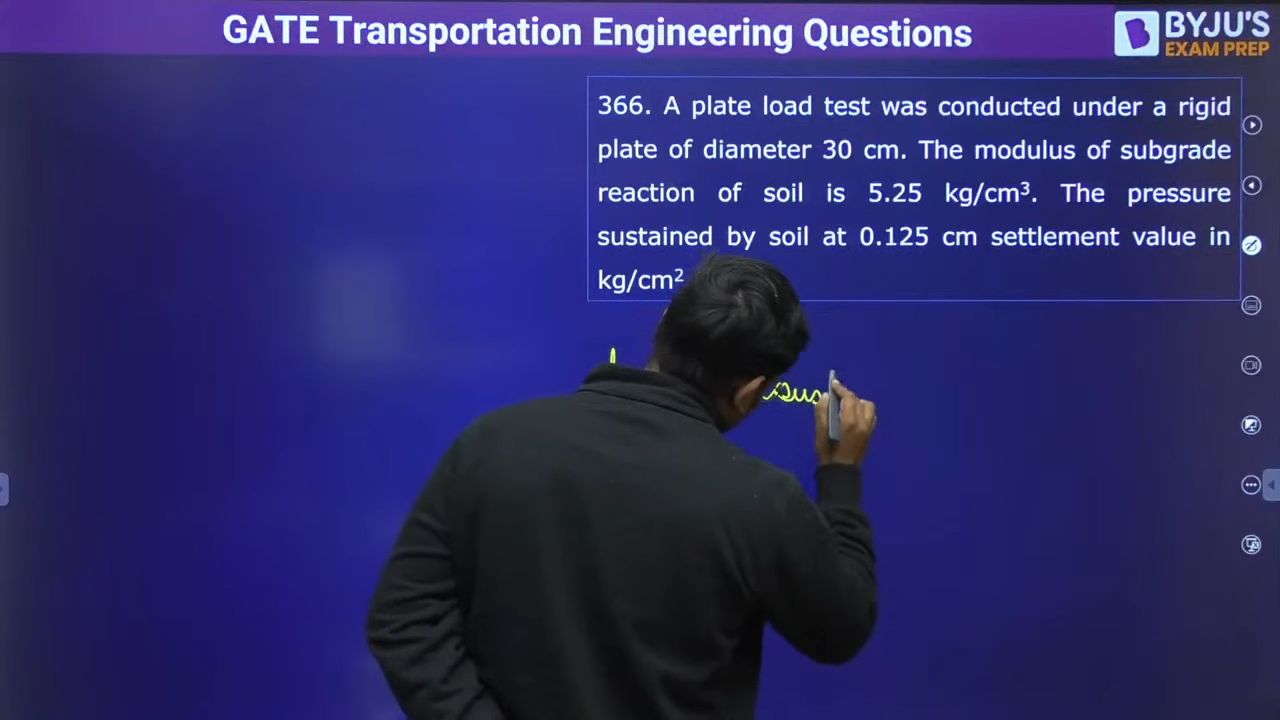 GATE Transportation Engineering Questions
BYJU'S
EXAM PREP
366. A plate load test was conducted under a rigid
plate of diameter 30 cm. The modulus of subgrade
reaction of soil is 5.25 kg/cm³. The pressure
sustained by soil at 0.125 cm settlement value in
kg/cm²